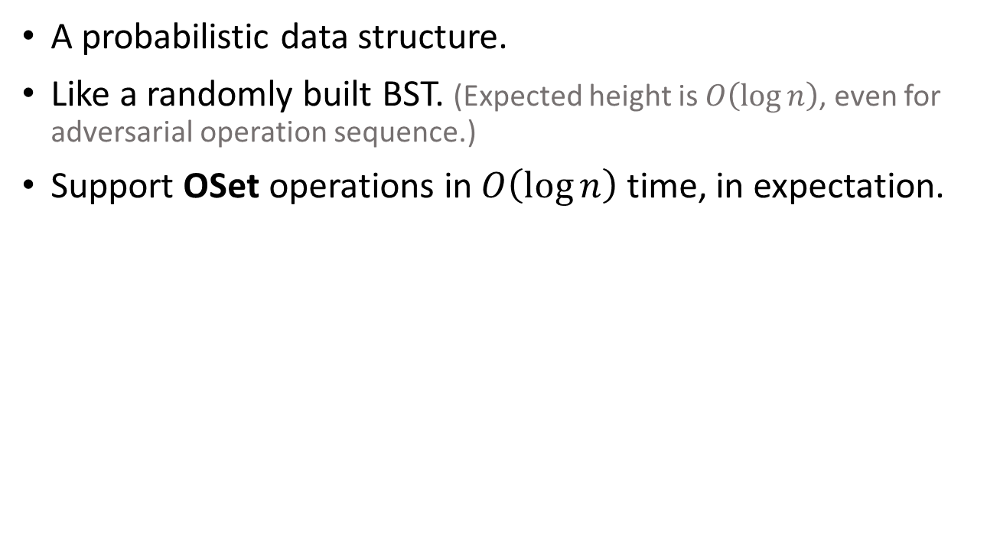 • A probabilistic data structure.
• Like a randomly built BST. (Expected height is O(log n), even for
adversarial operation sequence.)
• Support OSet operations in O(log n) time, in expectation.